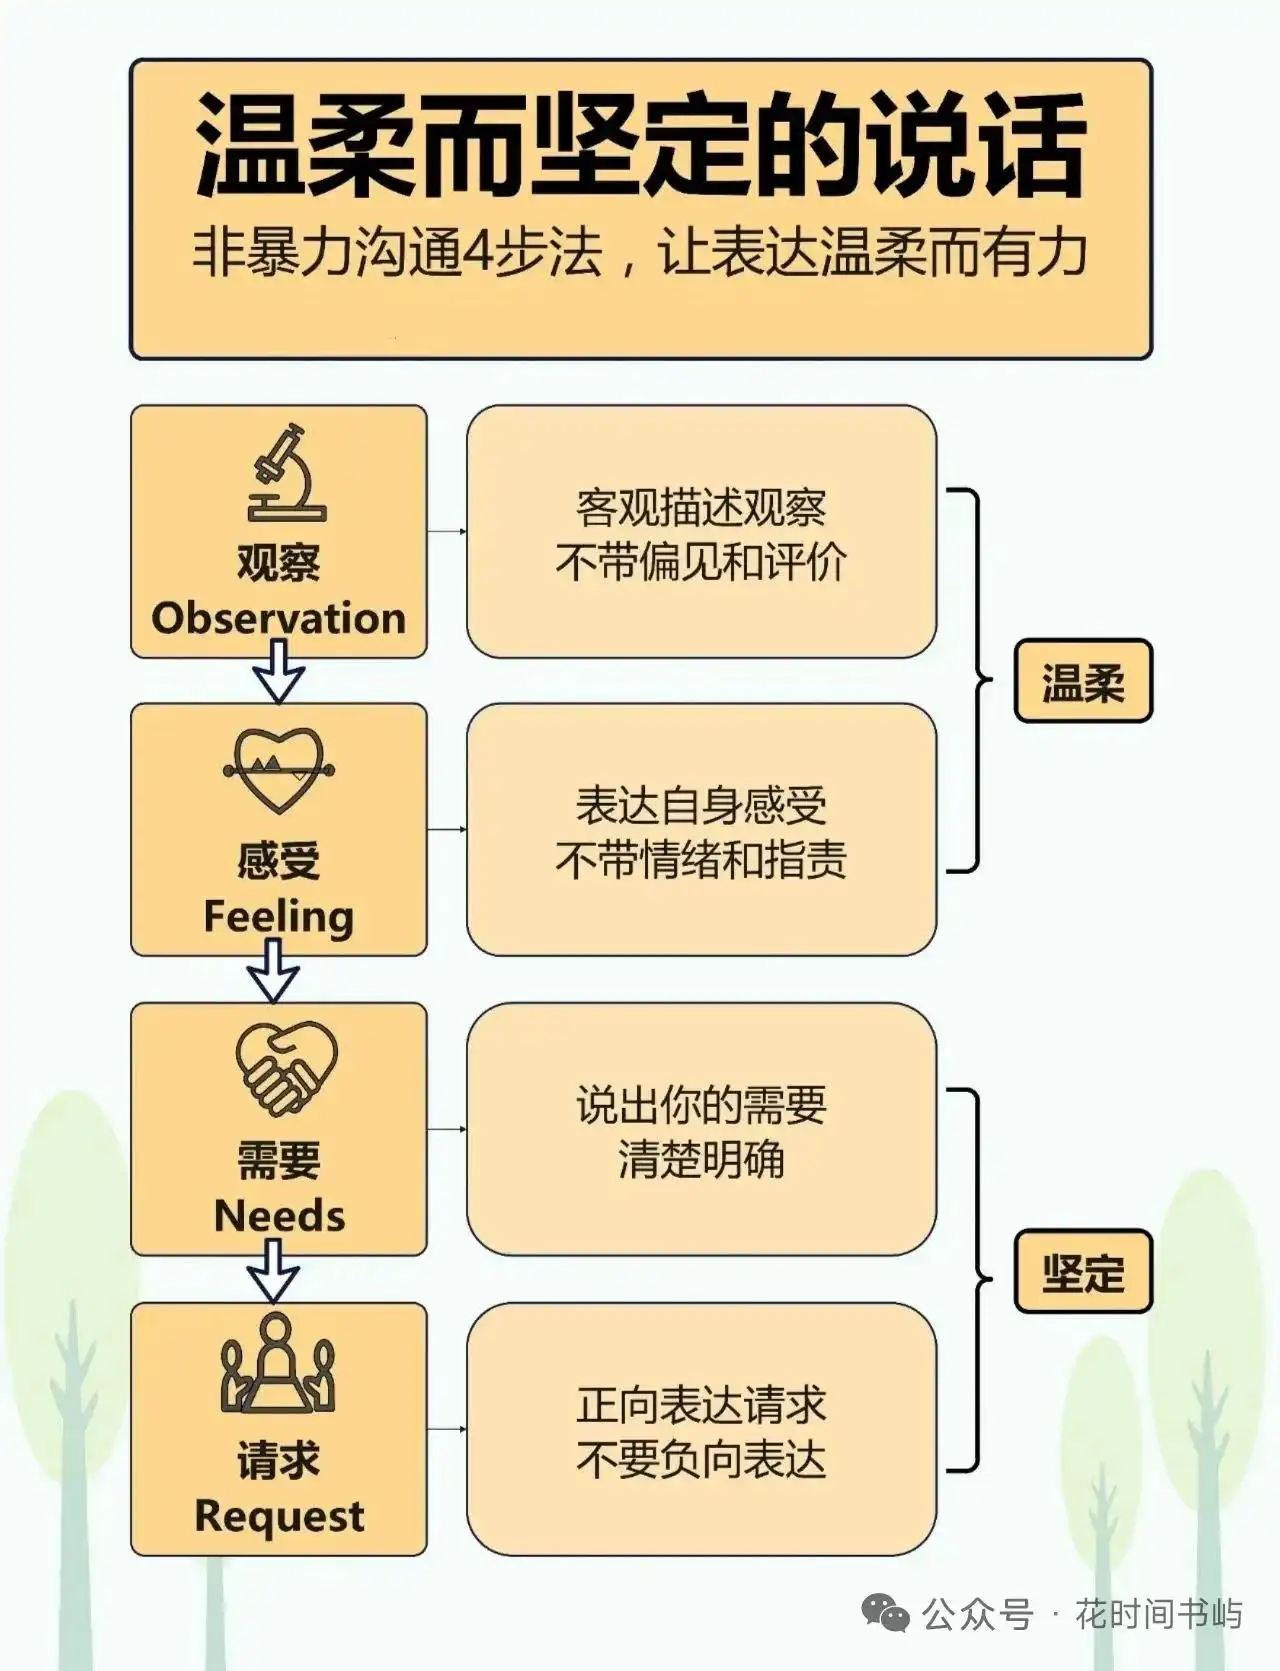 温柔而坚定的说话
非暴力沟通4步法，让表达温柔而有力
观察
Observation
客观描述观察
不带偏见和评价
感受
Feeling
表达自身感受
不带情绪和指责
温柔
需要
Needs
说出你的需要
清楚明确
请求
Request
正向表达请求
不要负向表达
坚定
公众号 · 花时间书屿